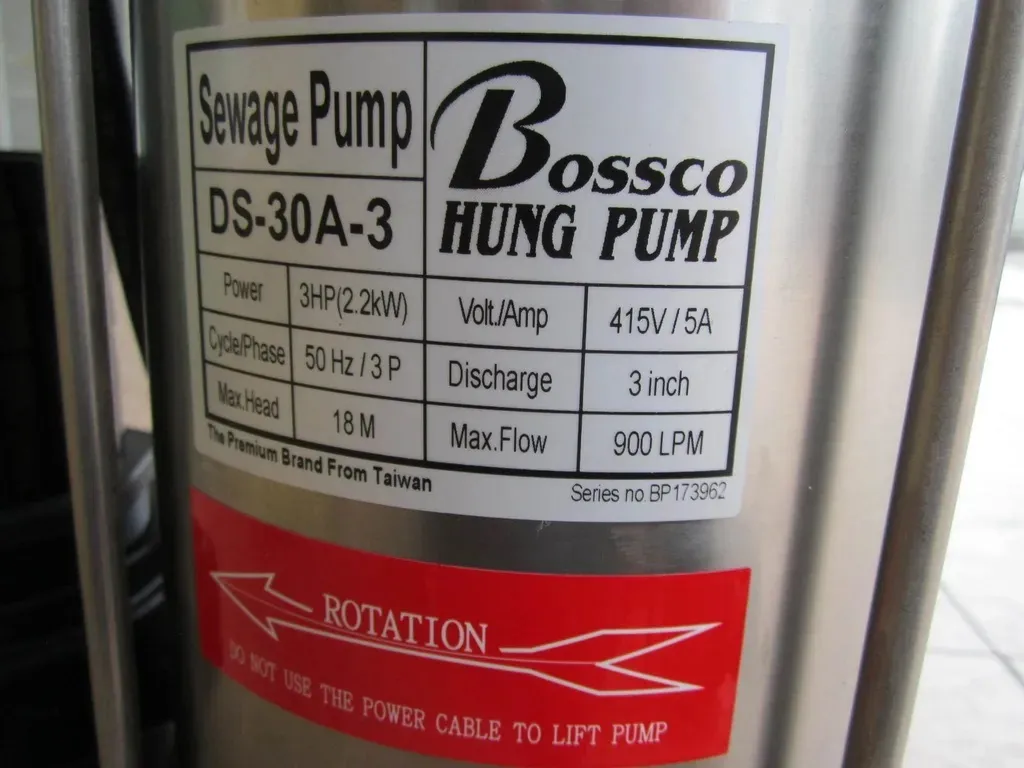 Sewage Pump
DS-30A-3
Bossco
HUNG PUMP
Power 3HP(2.2kW) Volt./Amp 415V / 5A
Cycle/Phase 50 Hz / 3 P Discharge 3 inch
Max.Head 18 M Max.Flow 900 LPM
The Premium Brand From Taiwan
Series no BP173962
ROTATION
DO NOT USE THE POWER CABLE TO LIFT PUMP